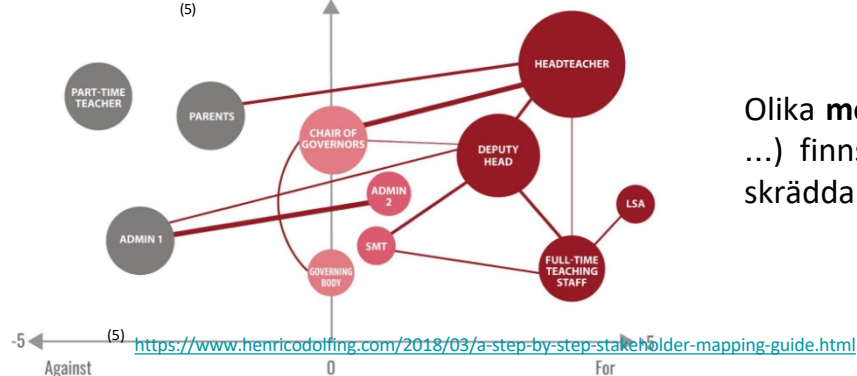 (5)
HEADTEACHER
PART-TIME
TEACHER
PARENTS
CHAIR OF
GOVERNORS
DEPUTY
HEAD
ADMIN
2
LSA
ADMIN 1
SMT
FULL-TIME
TEACHING
STAFF
GOVERNING
BODY
Olika
...) finns
skrädda
-5
(5) https://www.henricodolfing.com/2018/03/a-step-by-step-stakeholder-mapping-guide.html
5
Against
0
For